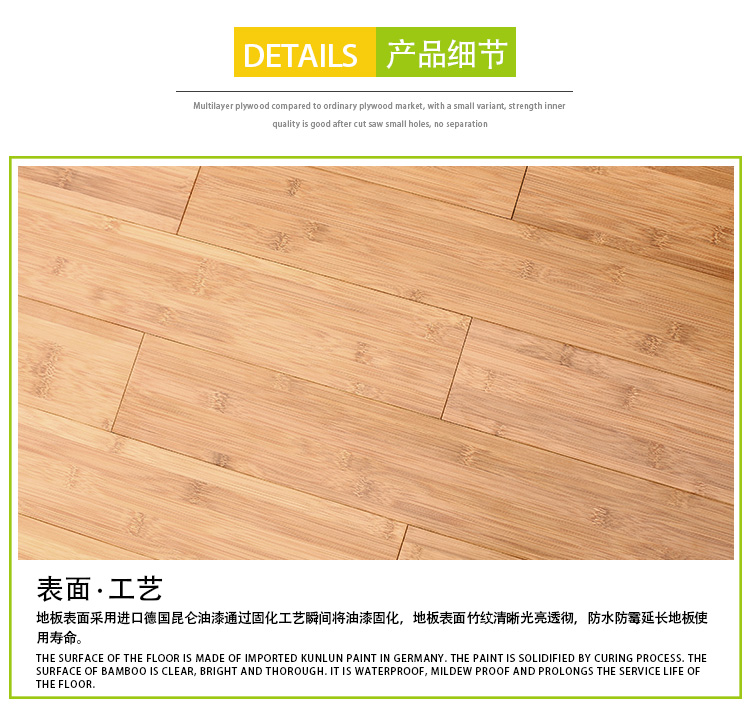 DETAILS 产品细节
Multilayer plywood compared to ordinary plywood market, with a small variant, strength inner
quality is good after cut saw small holes, no separation
表面·工艺
地板表面采用进口德国昆仑油漆通过固化工艺瞬间将油漆固化，地板表面竹纹清晰光亮透彻，防水防霉延长地板使
用寿命。
THE SURFACE OF THE FLOOR IS MADE OF IMPORTED KUNLUN PAINT IN GERMANY. THE PAINT IS SOLIDIFIED BY CURING PROCESS. THE
SURFACE OF BAMBOO IS CLEAR, BRIGHT AND THOROUGH. IT IS WATERPROOF, MILDEW PROOF AND PROLONGS THE SERVICE LIFE OF
THE FLOOR.